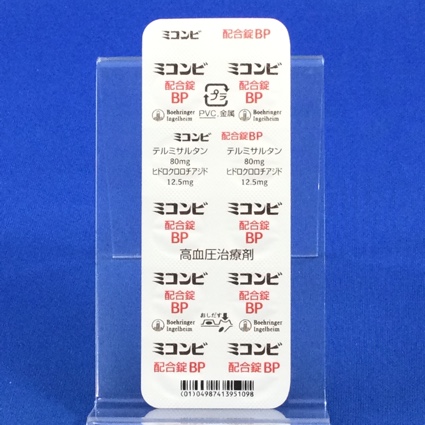 ミコンビ 配合錠BP
ミコンビ ミコンビ
配合錠 配合錠
BP プラ BP
Boehringer Ingelheim PVC,金属 Boehringer Ingelheim
ミコンビ 配合錠BP
テルミサルタン テルミサルタン
80mg 80mg
ヒドロクロロチアジド ヒドロクロロチアジド
12.5mg 12.5mg
ミコンビ ミコンビ
配合錠 配合錠
BP BP
高血圧治療剤
ミコンビ ミコンビ
配合錠 配合錠
BP おしだす BP
Boehringer Ingelheim Boehringer Ingelheim
ミコンビ ミコンビ
配合錠BP 配合錠BP
(01)04987413951098